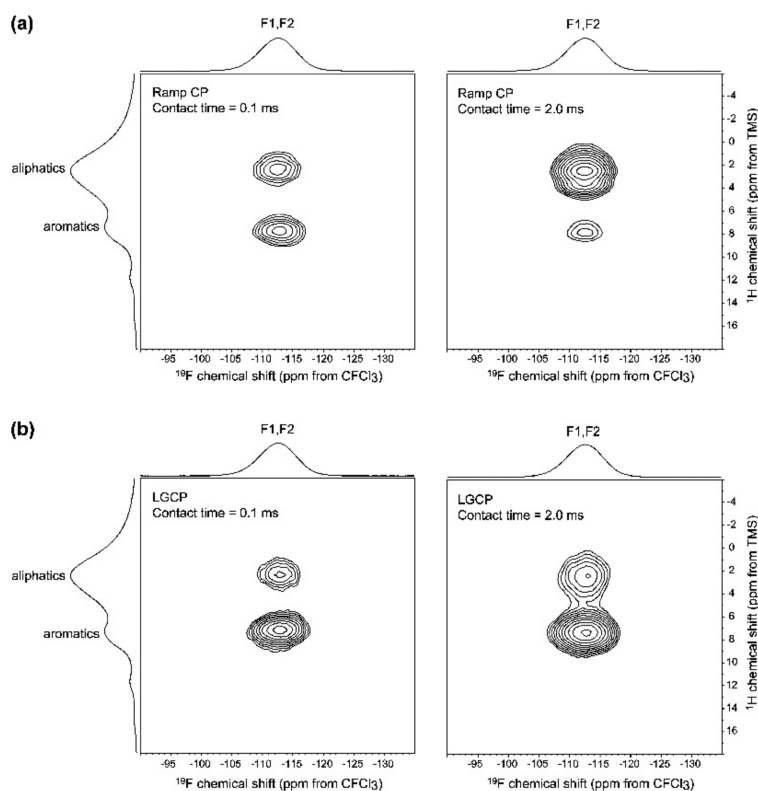 (a)
F1,F2
F1,F2
Ramp CP
Contact time = 0.1 ms
Ramp CP
Contact time = 2.0 ms
aliphatics
aromatics
-4
-2
0
2
4
6
8
10
12
14
16
¹H chemical shift (ppm from TMS)
-95 -100 -105 -110 -115 -120 -125 -130
-95 -100 -105 -110 -115 -120 -125 -130
¹⁹F chemical shift (ppm from CFCl₃)
¹⁹F chemical shift (ppm from CFCl₃)
(b)
F1,F2
F1,F2
LGCP
Contact time = 0.1 ms
LGCP
Contact time = 2.0 ms
aliphatics
aromatics
-4
-2
0
2
4
6
8
10
12
14
16
¹H chemical shift (ppm from TMS)
-95 -100 -105 -110 -115 -120 -125 -130
-95 -100 -105 -110 -115 -120 -125 -130
¹⁹F chemical shift (ppm from CFCl₃)
¹⁹F chemical shift (ppm from CFCl₃)